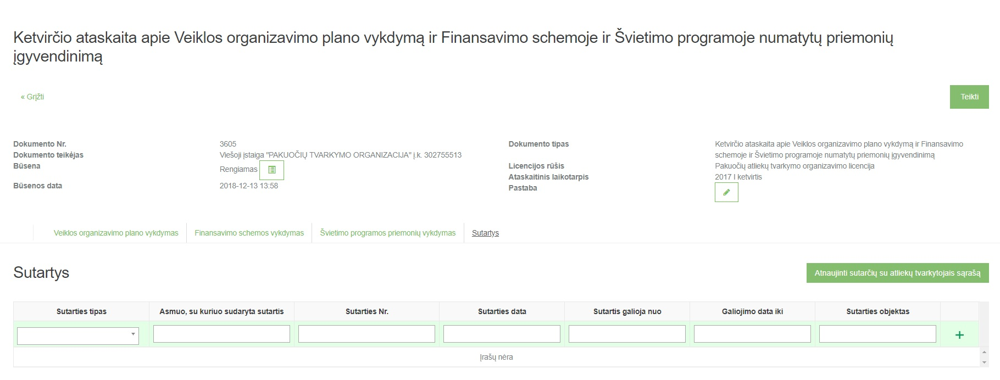 Ketvirčio ataskaita apie Veiklos organizavimo plano vykdymą ir Finansavimo schemoje ir Švietimo programoje numatytų priemonių
įgyvendinimą
« Grįžti
Teikti
Dokumento Nr.
3605
Dokumento teikėjas
Viešoji įstaiga "PAKUOČIŲ TVARKYMO ORGANIZACIJA" į.k. 302755513
Būsena
Rengiamas
Būsenos data
2018-12-13 13:58
Dokumento tipas
Ketvirčio ataskaita apie Veiklos organizavimo plano vykdymą ir Finansavimo
schemoje ir Švietimo programoje numatytų priemonių įgyvendinimą
Licencijos rūšis
Pakuočių atliekų tvarkymo organizavimo licencija
Ataskaitinis laikotarpis
2017 I ketvirtis
Pastaba
Veiklos organizavimo plano vykdymas
Finansavimo schemos vykdymas
Švietimo programos priemonių vykdymas
Sutartys
Sutartys
Atnaujinti sutarčių su atliekų tvarkytojais sąrašą
Sutarties tipas
Asmuo, su kuriuo sudaryta sutartis
Sutarties Nr.
Sutarties data
Sutartis galioja nuo
Galiojimo data iki
Sutarties objektas
Įrašų nėra